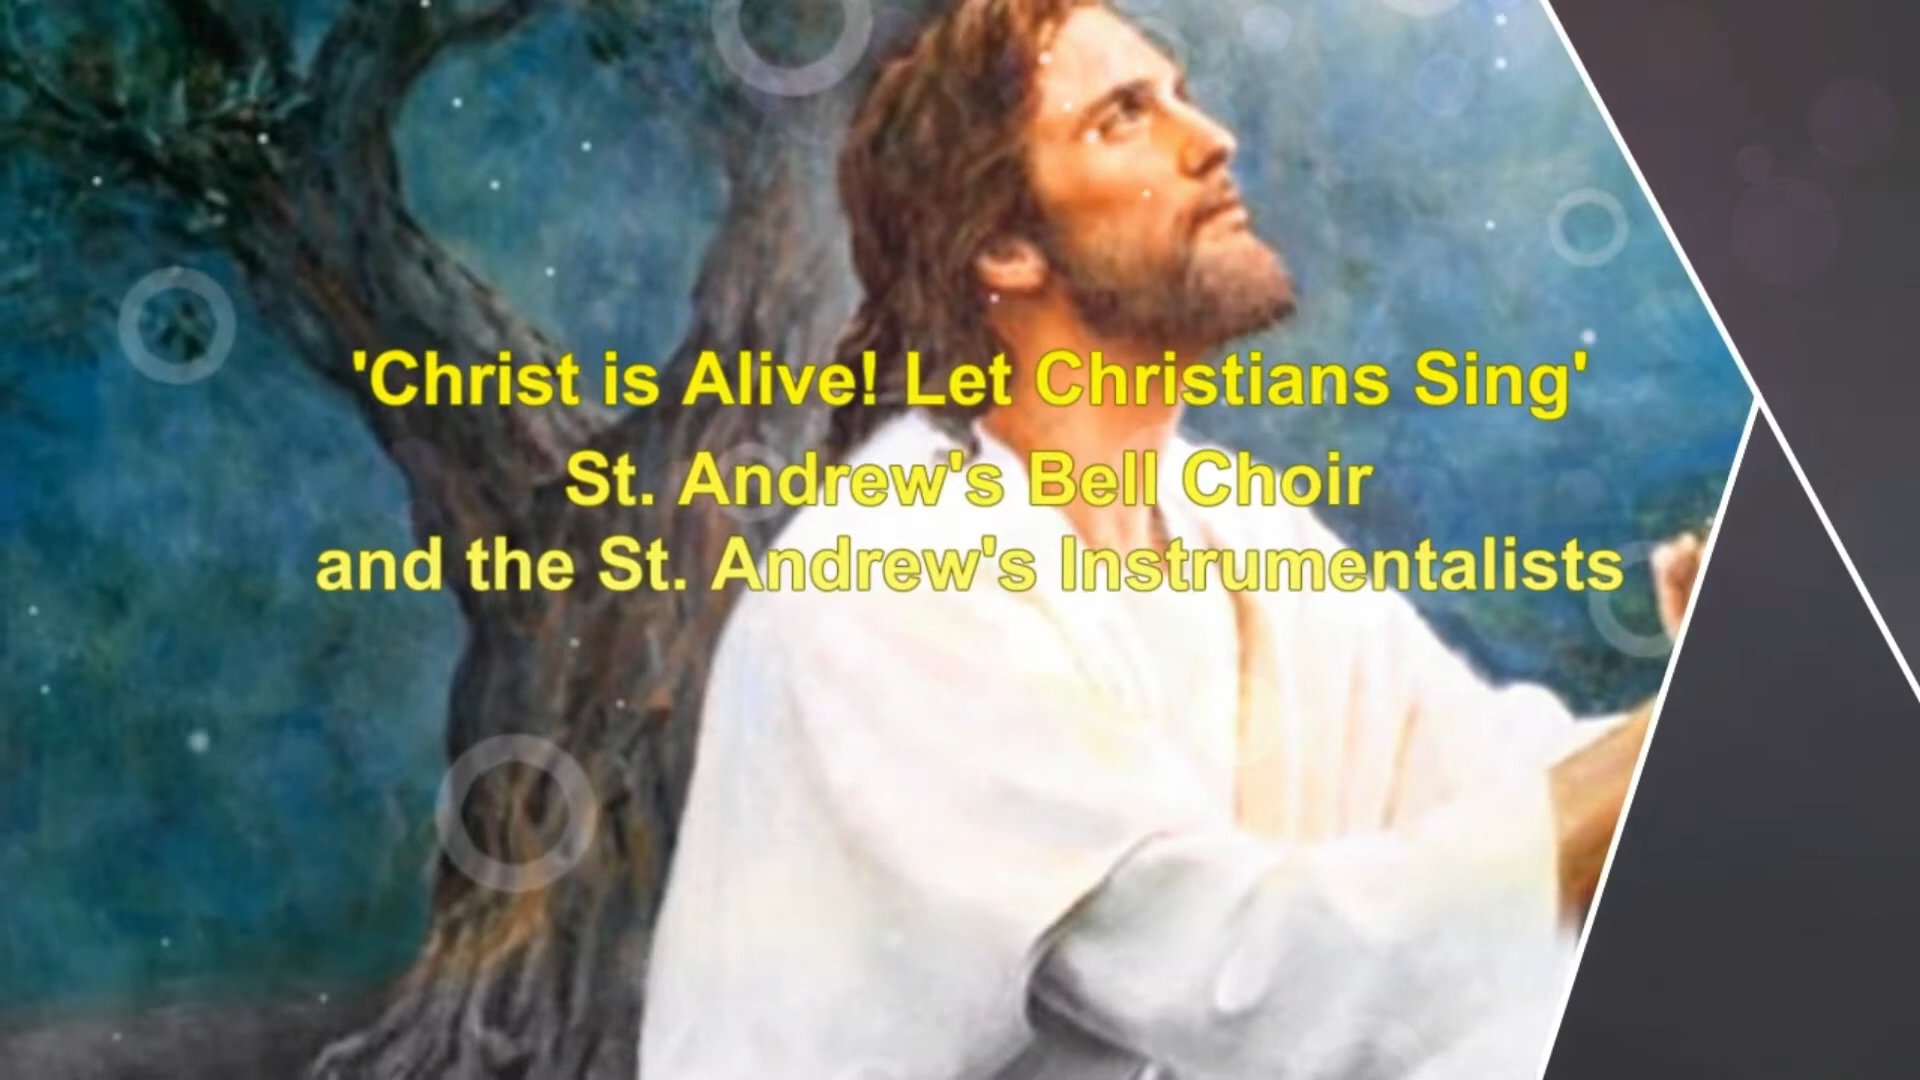 'Christ is Alive! Let Christians Sing'
St. Andrew's Bell Choir
and the St. Andrew's Instrumentalists